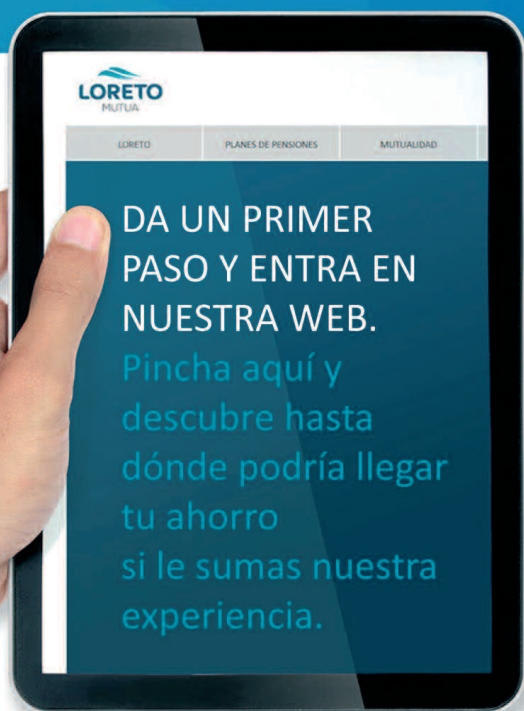 LORETO
MUTUA
LORETO PLANES DE PENSIONES MUTUALIDAD
DA UN PRIMER
PASO Y ENTRA EN
NUESTRA WEB.
Pincha aquí y
descubre hasta
dónde podría llegar
tu ahorro
si le sumas nuestra
experiencia.